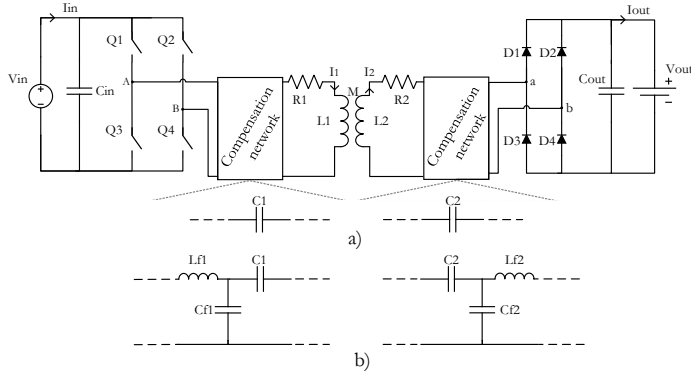 Iin
Q1
Q2
Vin
Cin
A
B
Q3
Q4
Compensation network
R1
I1
M
I2
R2
L1
L2
Compensation network
D1
D2
a
b
D3
D4
Iout
Cout
Vout
C1
C2
a)
Lf1
C1
Cf1
C2
Lf2
Cf2
b)